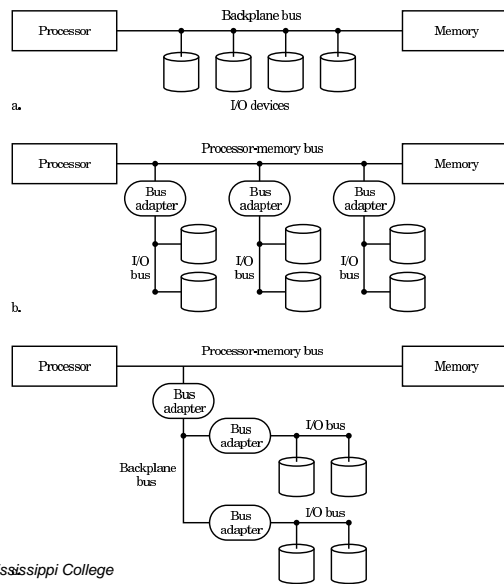 Backplane bus
Processor
Memory
a.
I/O devices
Processor-memory bus
Processor
Memory
Bus adapter
Bus adapter
Bus adapter
I/O bus
I/O bus
I/O bus
b.
Processor-memory bus
Processor
Memory
Bus adapter
Bus adapter
I/O bus
Backplane bus
Bus adapter
I/O bus
ssissippi College